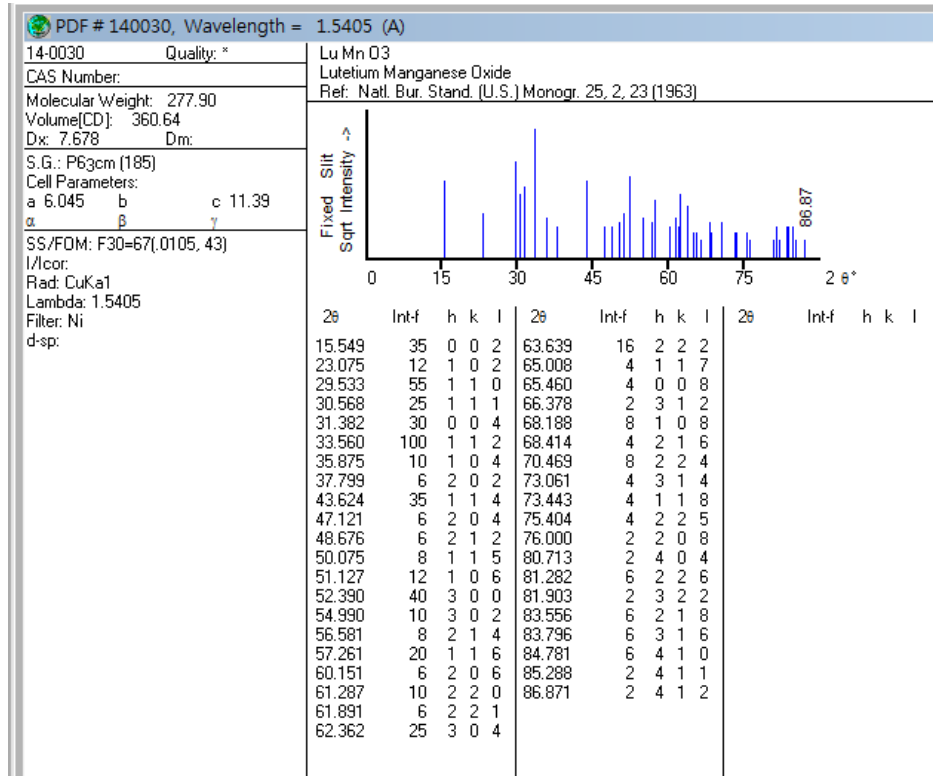 PDF # 140030, Wavelength = 1.5405 (A)
14-0030 Quality: *
CAS Number:
Molecular Weight: 277.90
Volume[CD]: 360.64
Dx: 7.678 Dm:
S.G.: P63cm (185)
Cell Parameters:
a 6.045 b c 11.39
α β γ
SS/FOM: F30=67(.0105, 43)
I/Icor:
Rad: CuKa1
Lambda: 1.5405
Filter: Ni
d-sp:
Lu Mn O3
Lutetium Manganese Oxide
Ref: Natl. Bur. Stand. (U.S.) Monogr. 25, 2, 23 (1963)
Fixed Slit
Sqrt Intensity ->
86.87
0 15 30 45 60 75 2 θ°
2θ Int-f h k l 2θ Int-f h k l 2θ Int-f h k l
15.549 35 0 0 2 63.639 16 2 2 2
23.075 12 1 0 2 65.008 4 1 1 7
29.533 55 1 1 0 65.460 4 0 0 8
30.568 25 1 1 1 66.378 2 3 1 2
31.382 30 0 0 4 68.188 8 1 0 8
33.560 100 1 1 2 68.414 4 2 1 6
35.875 10 1 0 4 70.469 8 2 2 4
37.799 6 2 0 2 73.061 4 3 1 4
43.624 35 1 1 4 73.443 4 1 1 8
47.121 6 2 0 4 75.404 4 2 2 5
48.676 6 2 1 2 76.000 2 2 0 8
50.075 8 1 1 5 80.713 2 4 0 4
51.127 12 1 0 6 81.282 6 2 2 6
52.390 40 3 0 0 81.903 2 3 2 2
54.990 10 3 0 2 83.556 6 2 1 8
56.581 8 2 1 4 83.796 6 3 1 6
57.261 20 1 1 6 84.781 6 4 1 0
60.151 6 2 0 6 85.288 2 4 1 1
61.287 10 2 2 0 86.871 2 4 1 2
61.891 6 2 2 1
62.362 25 3 0 4